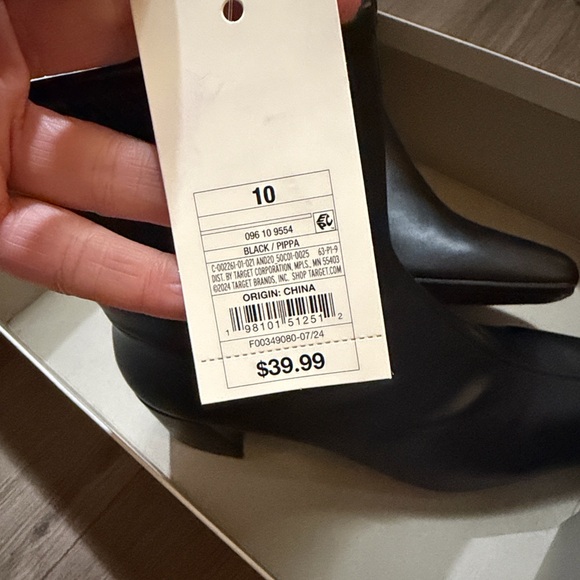 10
096 10 9554
BLACK / PIPPA
C-002261-01-021 AND20 50C01-0025 63-P1-9
DIST. BY TARGET CORPORATION, MPLS., MN 55403
©2024 TARGET BRANDS, INC. SHOP TARGET.COM
ORIGIN: CHINA
1 98101 51251 2
F00349080-07/24
$39.99